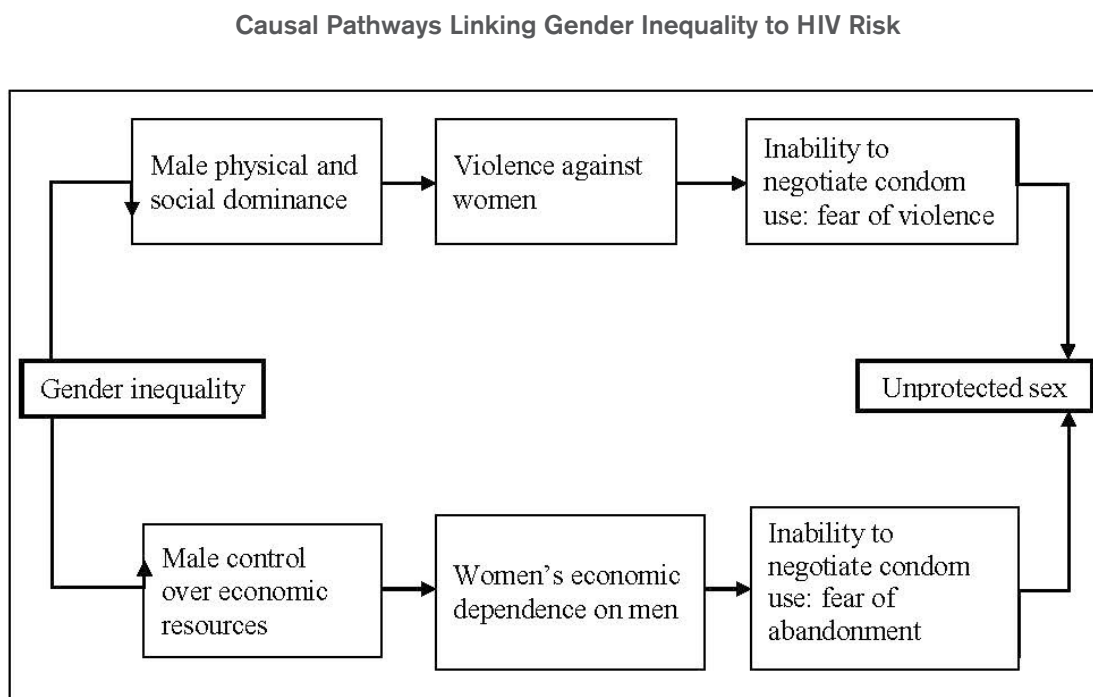 Causal Pathways Linking Gender Inequality to HIV Risk
Male physical and
social dominance
Violence against
women
Inability to
negotiate condom
use: fear of violence
Gender inequality
Unprotected sex
Male control
over economic
resources
Women’s economic
dependence on men
Inability to
negotiate condom
use: fear of
abandonment